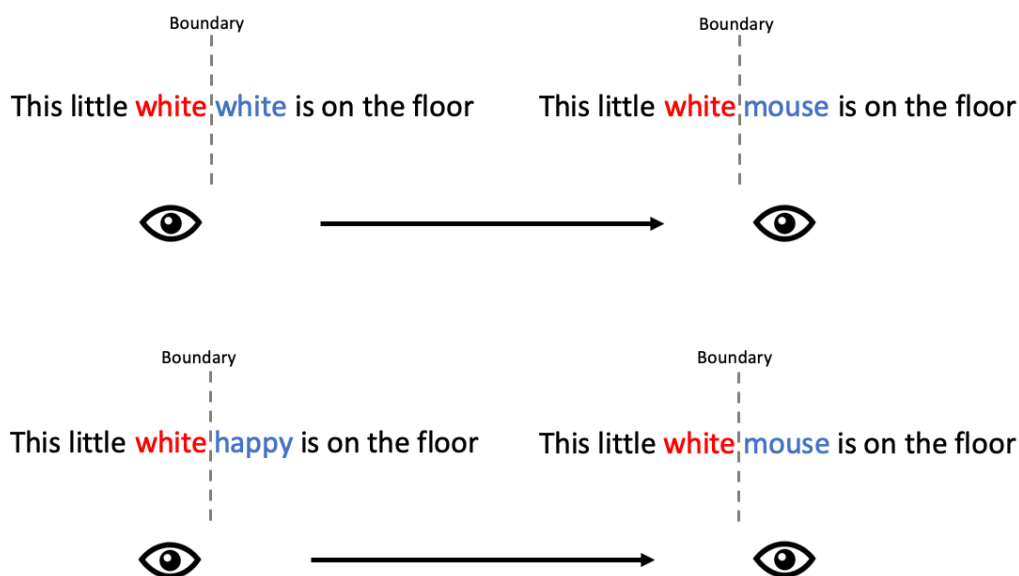 Boundary
This little white white is on the floor
Boundary
This little white mouse is on the floor
Boundary
This little white happy is on the floor
Boundary
This little white mouse is on the floor